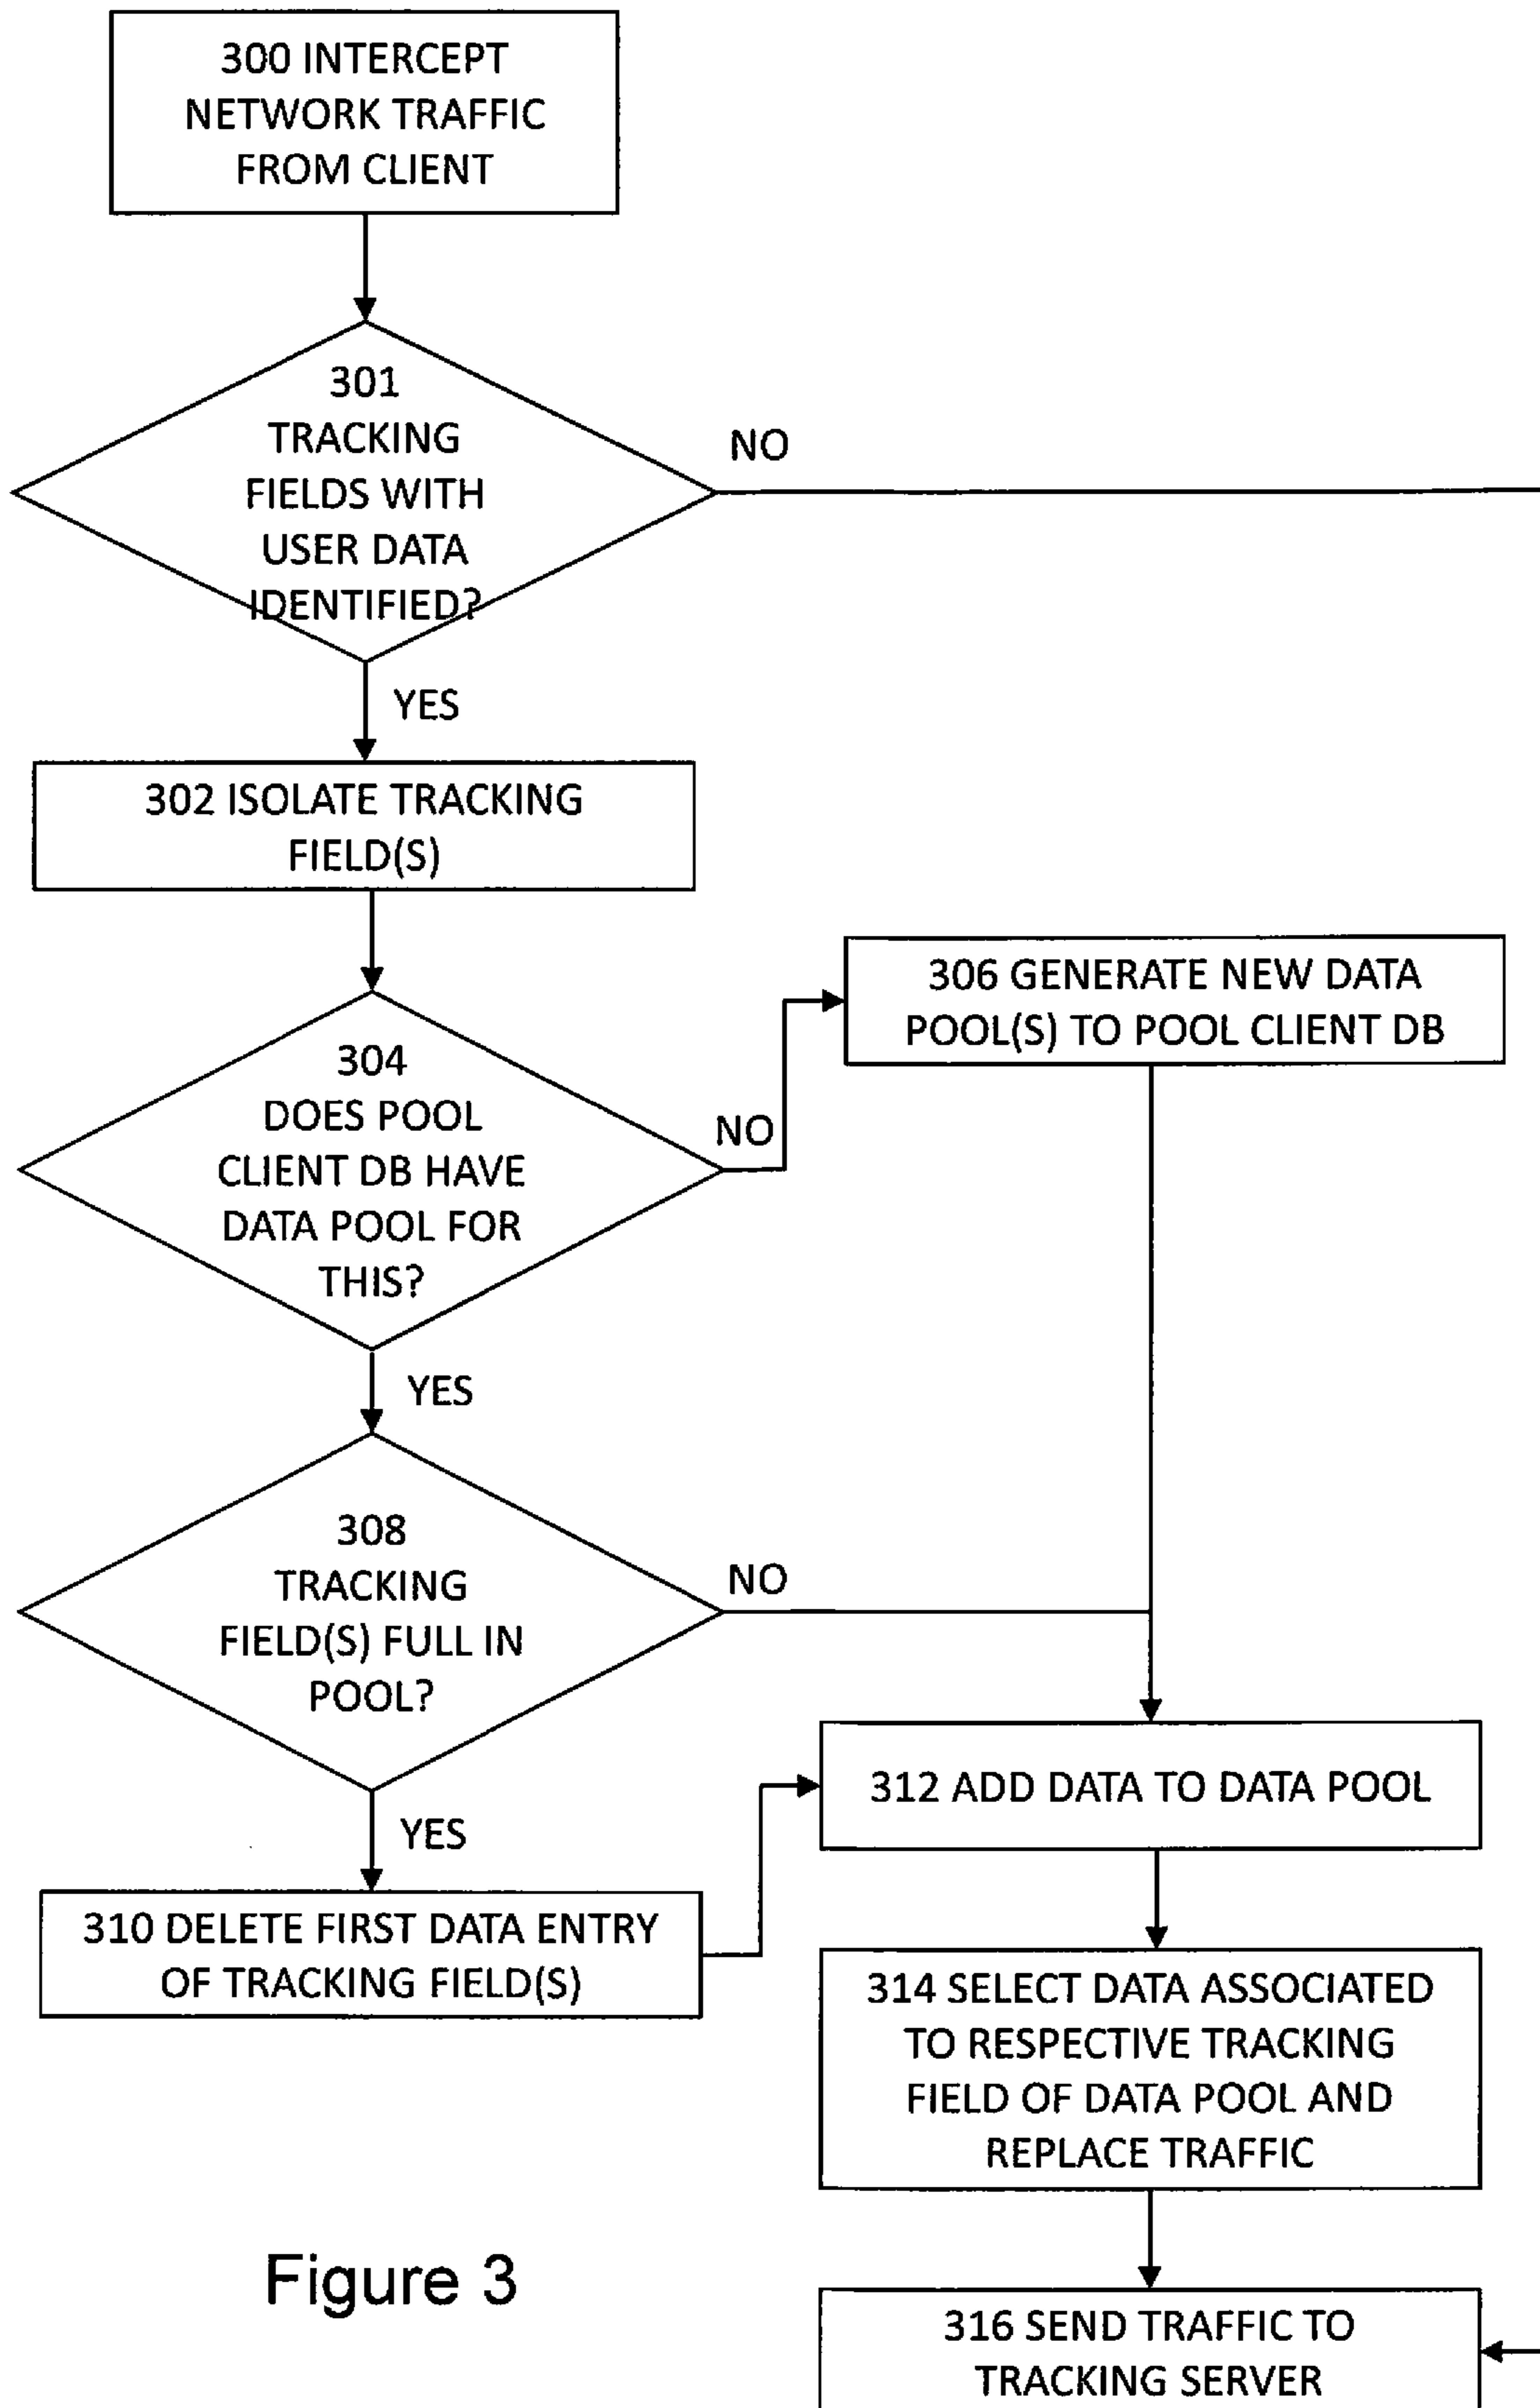 300 INTERCEPT
NETWORK TRAFFIC
FROM CLIENT
301
TRACKING
FIELDS WITH
USER DATA
IDENTIFIED?
NO
YES
302 ISOLATE TRACKING
FIELD(S)
304
DOES POOL
CLIENT DB HAVE
DATA POOL FOR
THIS?
NO
306 GENERATE NEW DATA
POOL(S) TO POOL CLIENT DB
YES
308
TRACKING
FIELD(S) FULL IN
POOL?
NO
YES
310 DELETE FIRST DATA ENTRY
OF TRACKING FIELD(S)
312 ADD DATA TO DATA POOL
314 SELECT DATA ASSOCIATED
TO RESPECTIVE TRACKING
FIELD OF DATA POOL AND
REPLACE TRAFFIC
316 SEND TRAFFIC TO
TRACKING SERVER
Figure 3